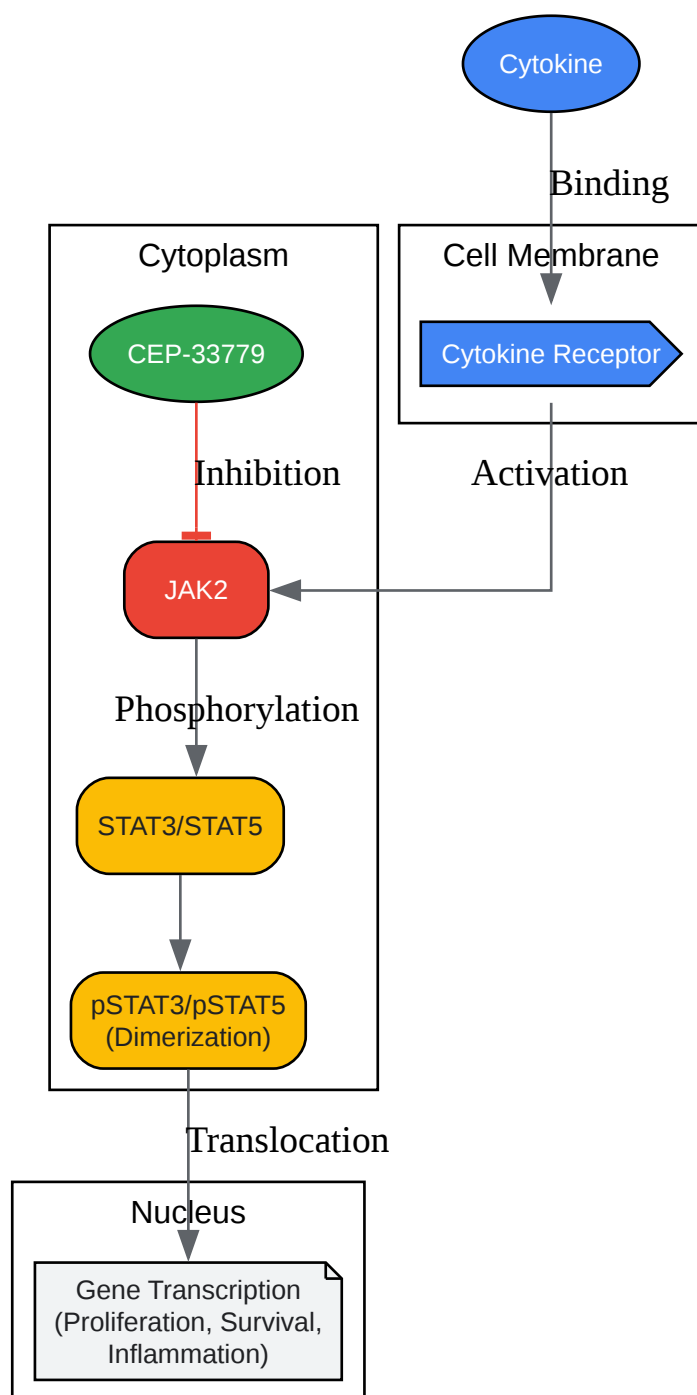 Cytokine
Binding
Cytoplasm
Cell Membrane
CEP-33779
Cytokine Receptor
Inhibition
Activation
JAK2
Phosphorylation
STAT3/STAT5
pSTAT3/pSTAT5
(Dimerization)
Translocation
Nucleus
Gene Transcription
(Proliferation, Survival,
Inflammation)